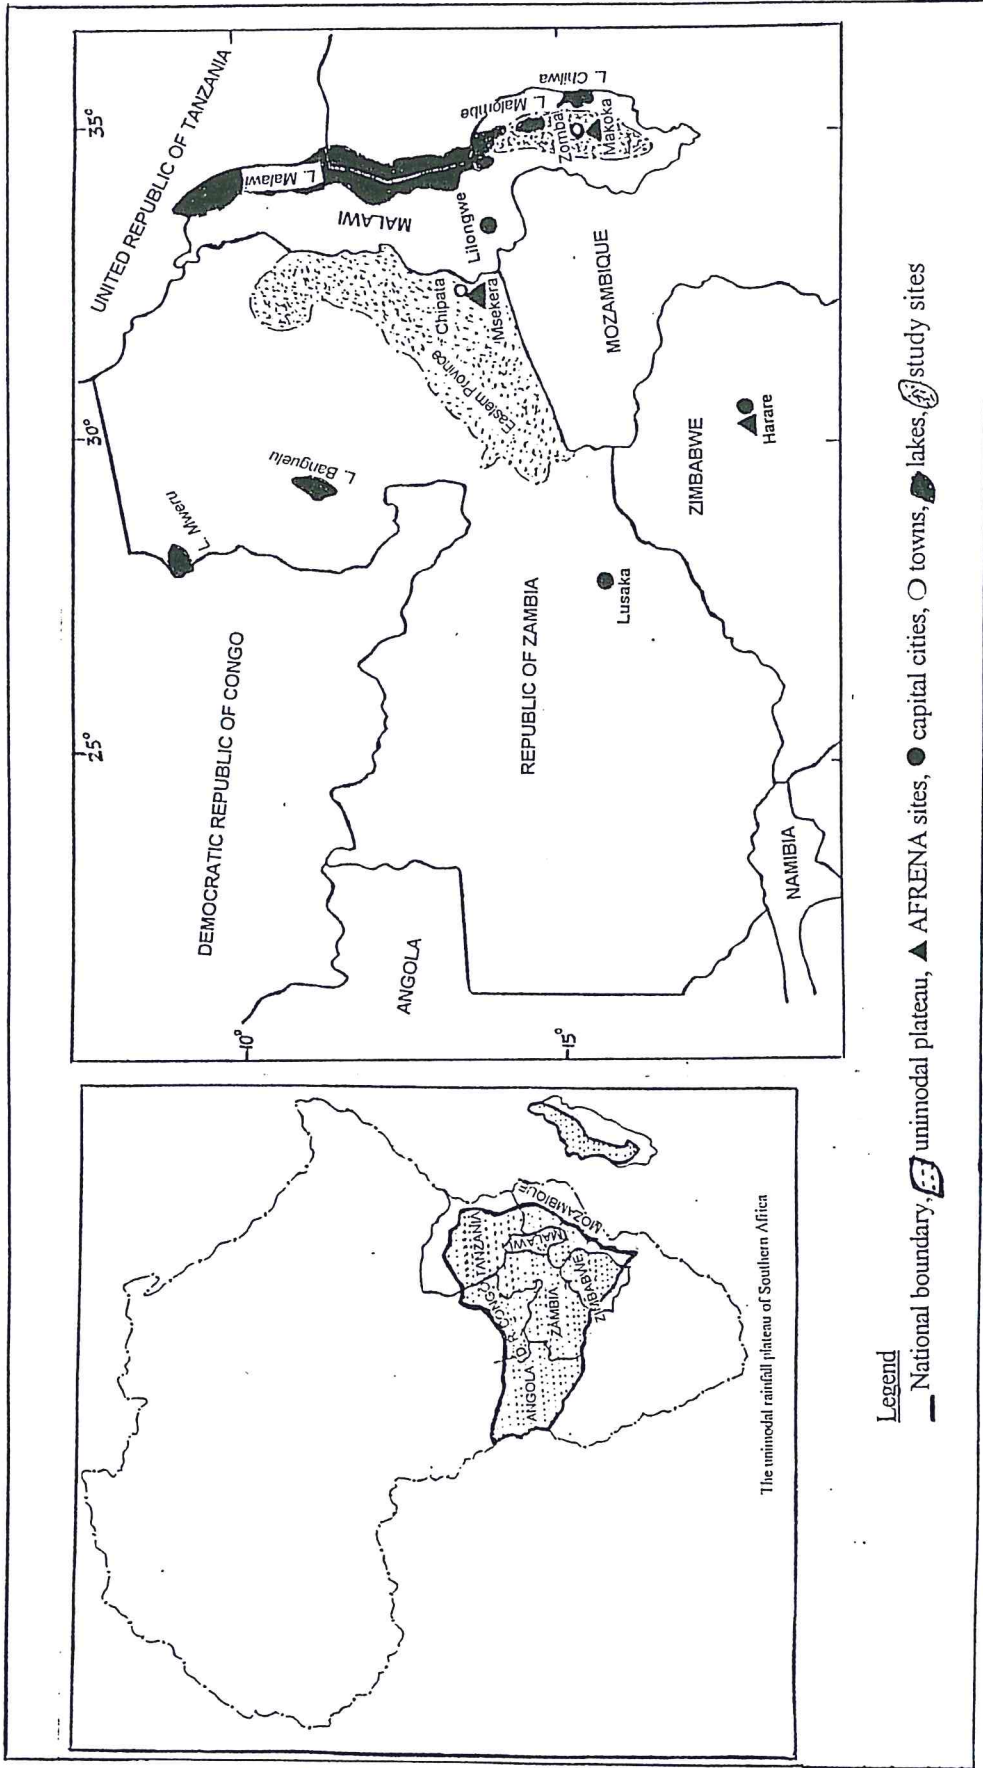 ANGOLA
D. R. CONGO
TANZANIA
ZAMBIA
MALAWI
ZIMBABWE
MOZAMBIQUE
The unimodal rainfall plateau of Southern Africa
25°
30°
35°
10°
15°
DEMOCRATIC REPUBLIC OF CONGO
UNITED REPUBLIC OF TANZANIA
L. Mweru
L. Banguelu
L. Malawi
MALAWI
Eastern Province
Chipata
Msekera
Lilongwe
L. Malombe
L. Chilwa
Zomba
Makoka
ANGOLA
REPUBLIC OF ZAMBIA
Lusaka
MOZAMBIQUE
ZIMBABWE
Harare
NAMIBIA
Legend
National boundary, unimodal plateau, ▲ AFRENA sites, ● capital cities, ○ towns, lakes, study sites